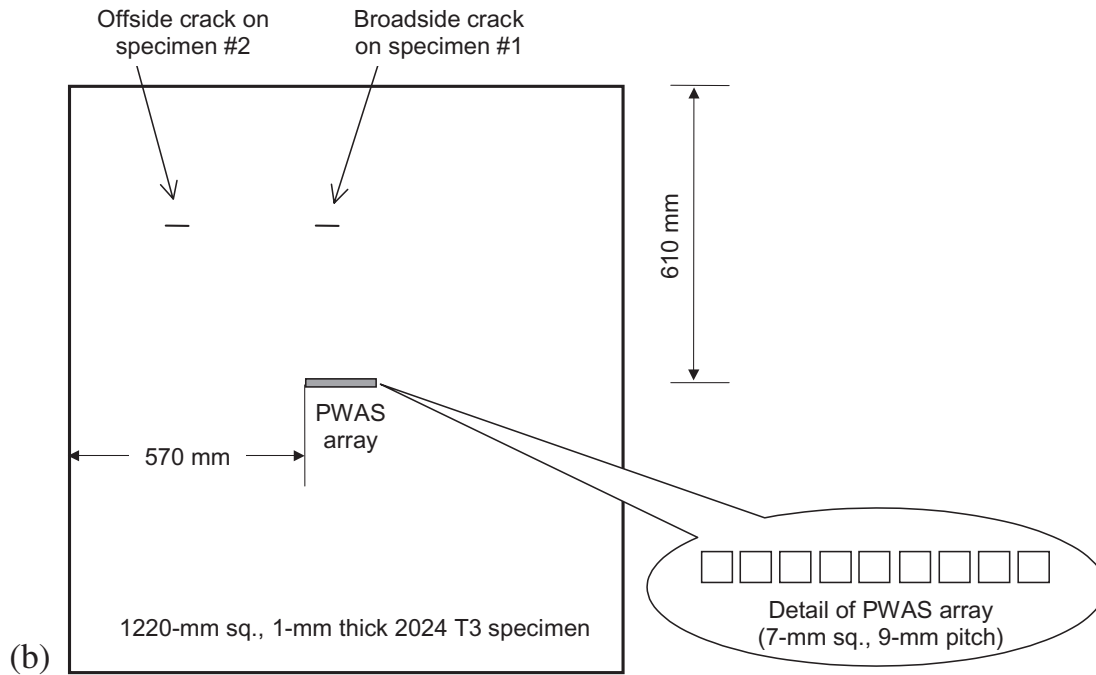 Offside crack on
specimen #2
Broadside crack
on specimen #1
610 mm
PWAS
array
570 mm
Detail of PWAS array
(7-mm sq., 9-mm pitch)
1220-mm sq., 1-mm thick 2024 T3 specimen
(b)